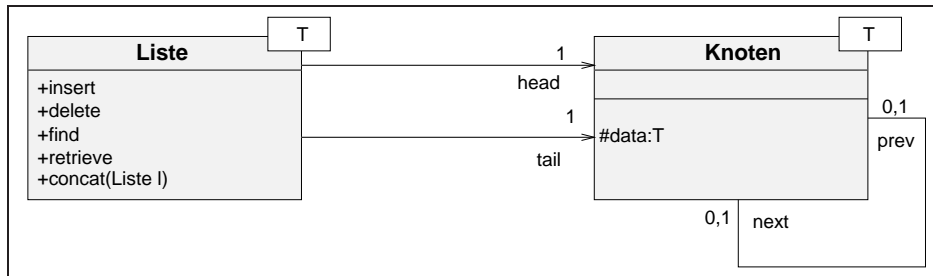 T
Liste
+insert
+delete
+find
+retrieve
+concat(Liste l)
1
head
1
tail
T
Knoten
#data:T
0,1
prev
0,1
next